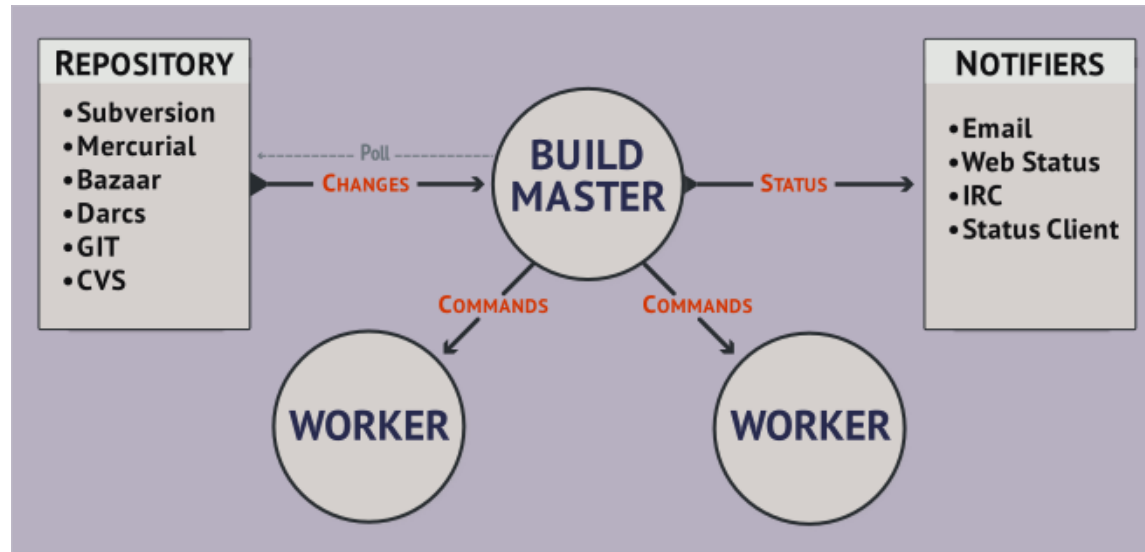 REPOSITORY
•Subversion
•Mercurial
•Bazaar
•Darcs
•GIT
•CVS
Poll
CHANGES
BUILD
MASTER
STATUS
NOTIFIERS
•Email
•Web Status
•IRC
•Status Client
COMMANDS
COMMANDS
WORKER
WORKER